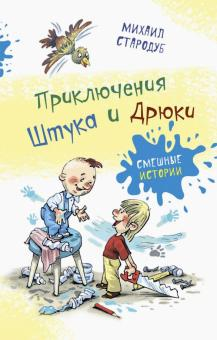 МИХАИЛ
СТАРОДУБ
Приключения
Штука и Дрюки
СМЕШНЫЕ
ИСТОРИИ